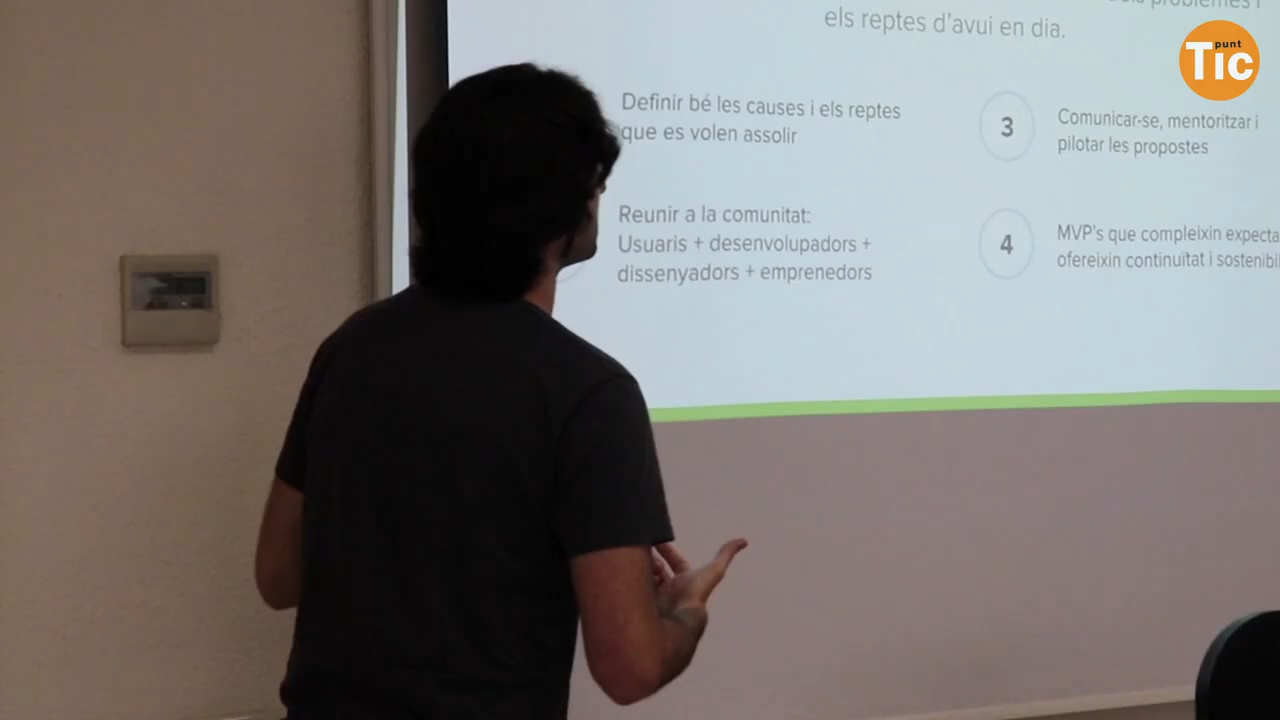 els reptes d'avui en dia.
punt
Tic
Definir bé les causes i els reptes
que es volen assolir
Reunir a la comunitat:
Usuaris + desenvolupadors +
dissenyadors + emprenedors
3
Comunicar-se, mentoritzar i
pilotar les propostes
4
MVP's que compleixin
ofereixin continuïtat i